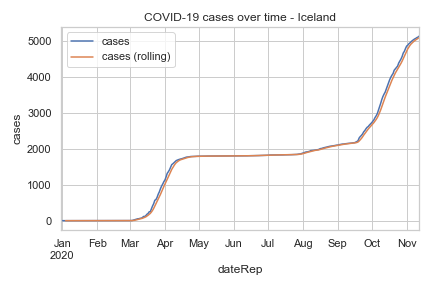 COVID-19 cases over time - Iceland
cases
cases (rolling)
5000
4000
3000
2000
1000
0
cases
Jan Feb Mar Apr May Jun Jul Aug Sep Oct Nov
2020
dateRep